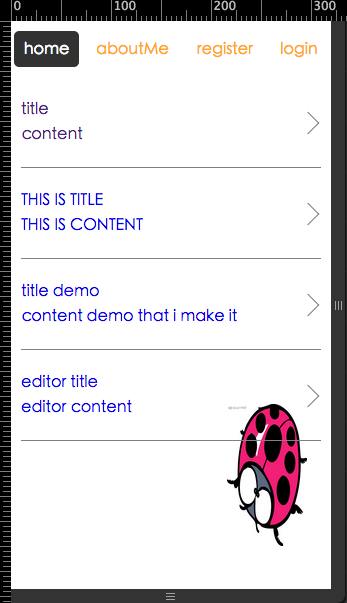 0 100 200 300
home aboutMe register login
title
content
THIS IS TITLE
THIS IS CONTENT
title demo
content demo that i make it
editor title
editor content